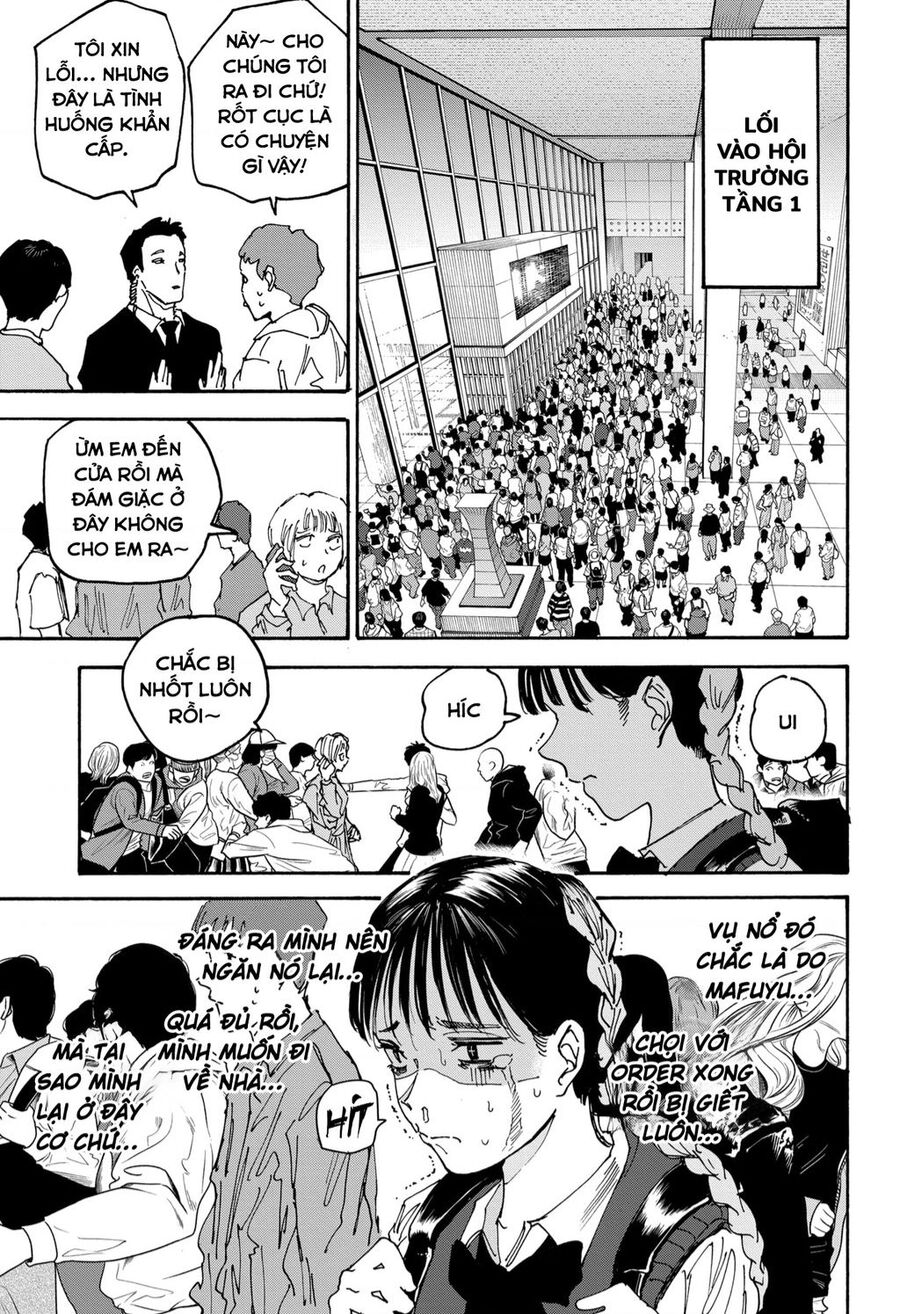 LỐI
VÀO HỘI
TRƯỜNG
TẦNG 1
NÀY~ CHO
CHÚNG TÔI
RA ĐI CHỨ!
RỐT CỤC LÀ
CÓ CHUYỆN
GÌ VẬY!
TÔI XIN
LỖI... NHƯNG
ĐÂY LÀ TÌNH
HUỐNG KHẨN
CẤP.
ỪM EM ĐẾN
CỬA RỒI MÀ
ĐÁM GIẶC Ở
ĐÂY KHÔNG
CHO EM RA~
UI
HÍC
CHẮC BỊ
NHỐT LUÔN
RỒI~
VỤ NỔ ĐÓ
CHẮC LÀ DO
MAFUYU...
CHỌI VỚI
ORDER XONG
RỒI BỊ GIẾT
LUÔN...
ĐÁNG RA MÌNH NÊN
NGĂN NÓ LẠI...
QUÁ ĐỦ RỒI,
MÌNH MUỐN ĐI
VỀ NHÀ...
HÍT
MÀ TẠI
SAO MÌNH
LẠI Ở ĐÂY
CƠ CHỨ...